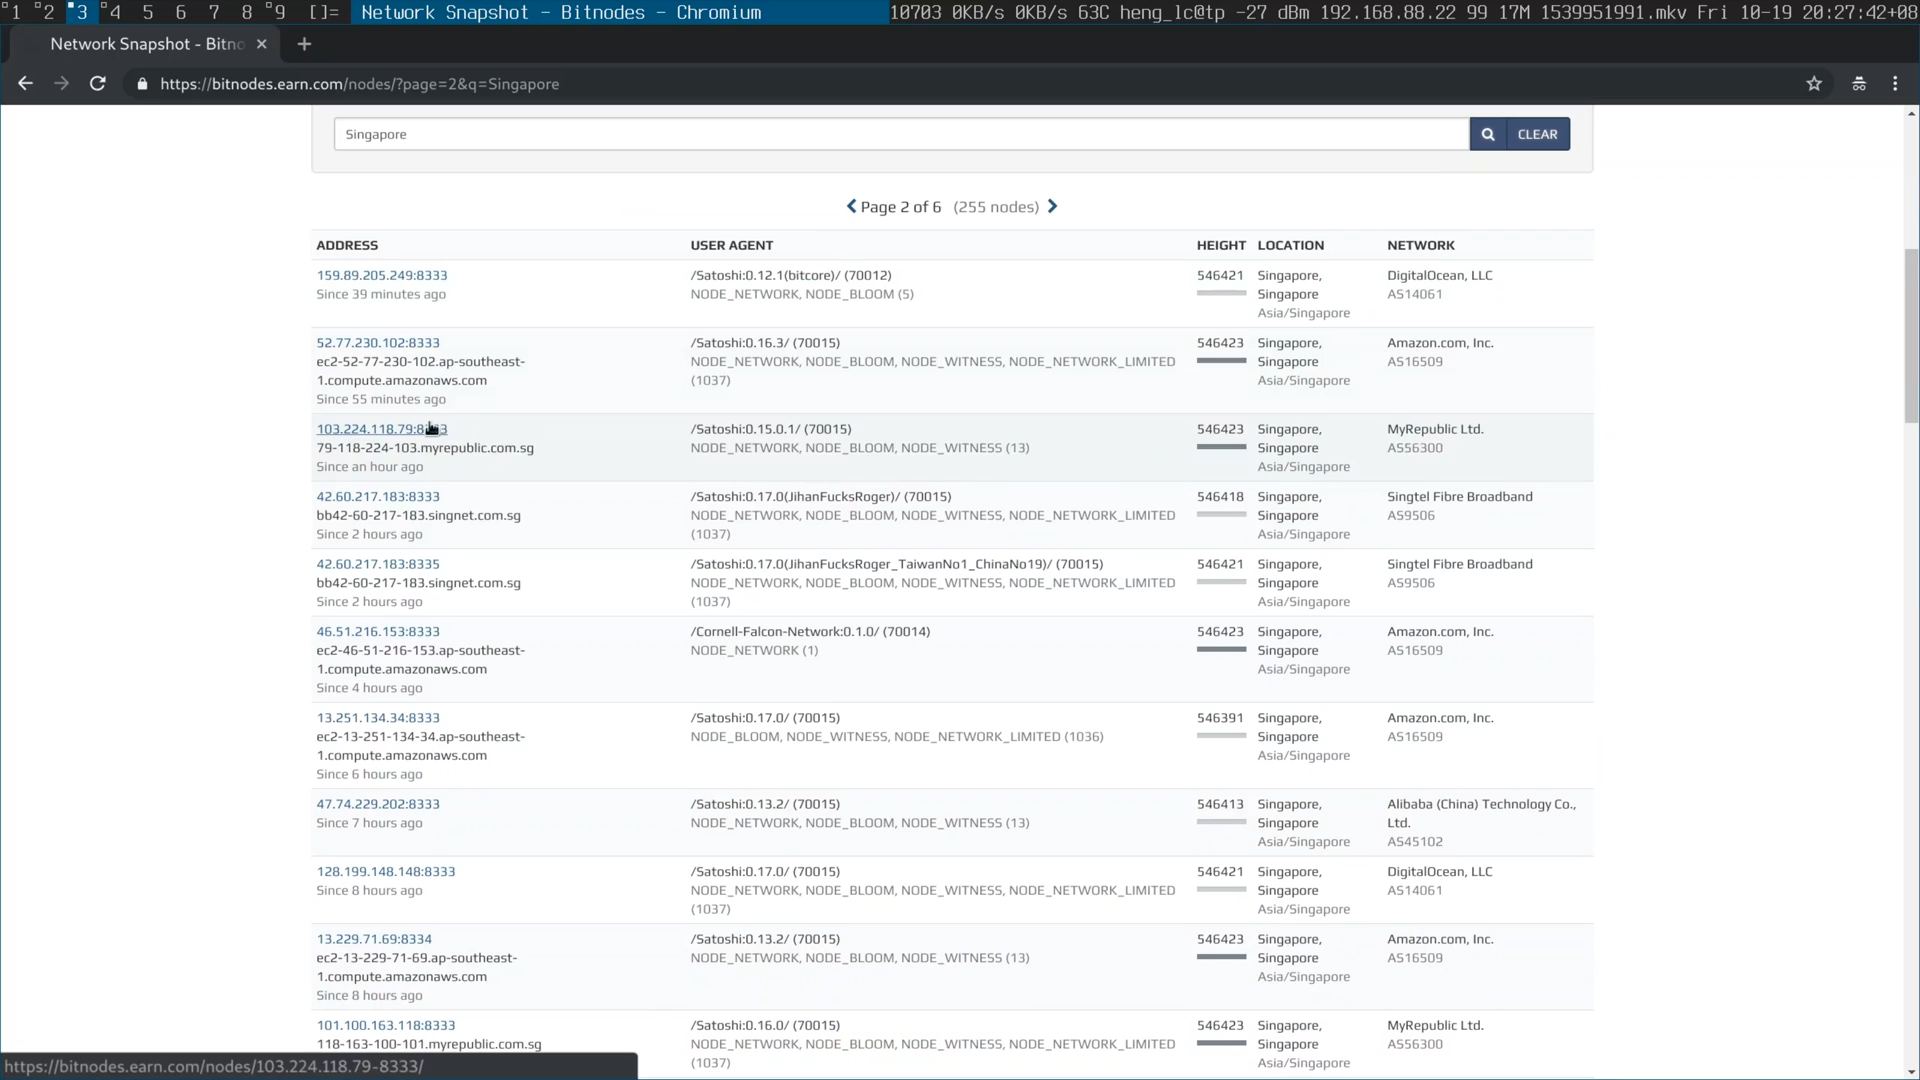 1 2 3 4 5 6 7 8 9 []= Network Snapshot - Bitnodes - Chromium 10703 0KB/s 0KB/s 63C heng_lc@tp -27 dBm 192.168.88.22 99 17M 1539951991.mkv Fri 10-19 20:27:42+08
Network Snapshot - Bitno
https://bitnodes.earn.com/nodes/?page=2&q=Singapore
Singapore CLEAR
Page 2 of 6 (255 nodes)
ADDRESS USER AGENT HEIGHT LOCATION NETWORK
159.89.205.249:8333 /Satoshi:0.12.1(bitcore)/ (70012) 546421 Singapore, DigitalOcean, LLC
Since 39 minutes ago NODE_NETWORK, NODE_BLOOM (5) Singapore AS14061
Asia/Singapore
52.77.230.102:8333 /Satoshi:0.16.3/ (70015) 546423 Singapore, Amazon.com, Inc.
ec2-52-77-230-102.ap-southeast- NODE_NETWORK, NODE_BLOOM, NODE_WITNESS, NODE_NETWORK_LIMITED Singapore AS16509
1.compute.amazonaws.com (1037) Asia/Singapore
Since 55 minutes ago
103.224.118.79:8333 /Satoshi:0.15.0.1/ (70015) 546423 Singapore, MyRepublic Ltd.
79-118-224-103.myrepublic.com.sg NODE_NETWORK, NODE_BLOOM, NODE_WITNESS (13) Singapore AS56300
Since an hour ago Asia/Singapore
42.60.217.183:8333 /Satoshi:0.17.0(JihanFucksRoger)/ (70015) 546418 Singapore, Singtel Fibre Broadband
bb42-60-217-183.singnet.com.sg NODE_NETWORK, NODE_BLOOM, NODE_WITNESS, NODE_NETWORK_LIMITED Singapore AS9506
Since 2 hours ago (1037) Asia/Singapore
42.60.217.183:8335 /Satoshi:0.17.0(JihanFucksRoger_TaiwanNo1_ChinaNo19)/ (70015) 546421 Singapore, Singtel Fibre Broadband
bb42-60-217-183.singnet.com.sg NODE_NETWORK, NODE_BLOOM, NODE_WITNESS, NODE_NETWORK_LIMITED Singapore AS9506
Since 2 hours ago (1037) Asia/Singapore
46.51.216.153:8333 /Cornell-Falcon-Network:0.1.0/ (70014) 546423 Singapore, Amazon.com, Inc.
ec2-46-51-216-153.ap-southeast- NODE_NETWORK (1) Singapore AS16509
1.compute.amazonaws.com Asia/Singapore
Since 4 hours ago
13.251.134.34:8333 /Satoshi:0.17.0/ (70015) 546391 Singapore, Amazon.com, Inc.
ec2-13-251-134-34.ap-southeast- NODE_BLOOM, NODE_WITNESS, NODE_NETWORK_LIMITED (1036) Singapore AS16509
1.compute.amazonaws.com Asia/Singapore
Since 6 hours ago
47.74.229.202:8333 /Satoshi:0.13.2/ (70015) 546413 Singapore, Alibaba (China) Technology Co.,
Since 7 hours ago NODE_NETWORK, NODE_BLOOM, NODE_WITNESS (13) Singapore Ltd.
Asia/Singapore AS45102
128.199.148.148:8333 /Satoshi:0.17.0/ (70015) 546421 Singapore, DigitalOcean, LLC
Since 8 hours ago NODE_NETWORK, NODE_BLOOM, NODE_WITNESS, NODE_NETWORK_LIMITED Singapore AS14061
(1037) Asia/Singapore
13.229.71.69:8334 /Satoshi:0.13.2/ (70015) 546423 Singapore, Amazon.com, Inc.
ec2-13-229-71-69.ap-southeast- NODE_NETWORK, NODE_BLOOM, NODE_WITNESS (13) Singapore AS16509
1.compute.amazonaws.com Asia/Singapore
Since 8 hours ago
101.100.163.118:8333 /Satoshi:0.16.0/ (70015) 546423 Singapore, MyRepublic Ltd.
118-163-100-101.myrepublic.com.sg NODE_NETWORK, NODE_BLOOM, NODE_WITNESS, NODE_NETWORK_LIMITED Singapore AS56300
(1037) Asia/Singapore
https://bitnodes.earn.com/nodes/103.224.118.79-8333/